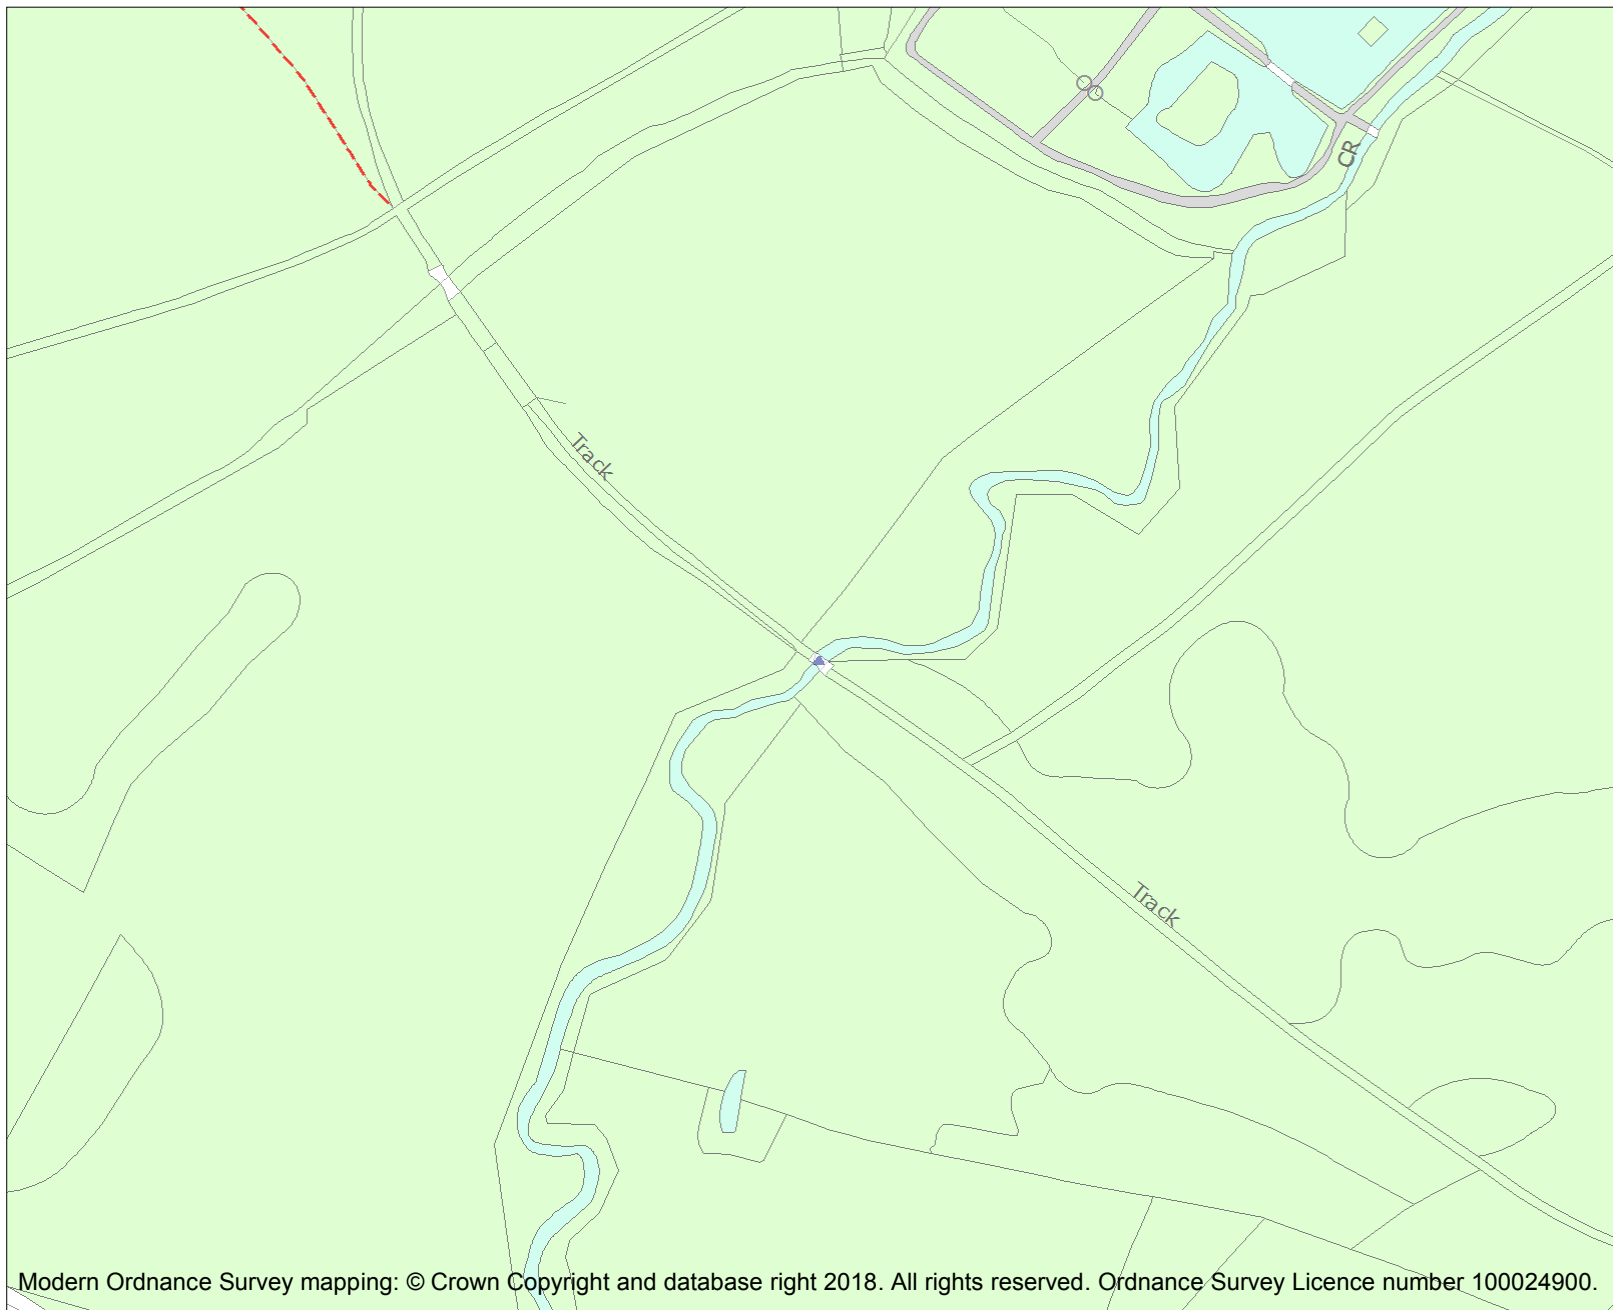 CR
Track
Track
Modern Ordnance Survey mapping: © Crown Copyright and database right 2018. All rights reserved. Ordnance Survey Licence number 100024900.